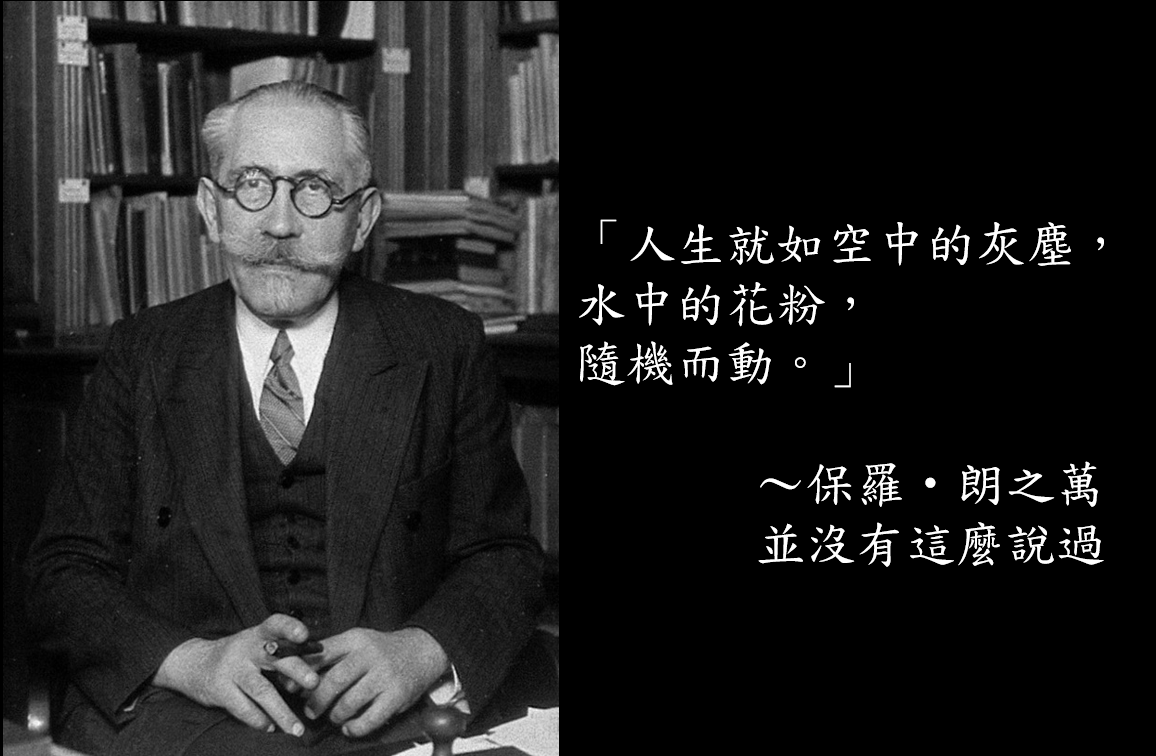 「人生就如空中的灰塵，
水中的花粉，
隨機而動。」
～保羅・朗之萬
並沒有這麼說過